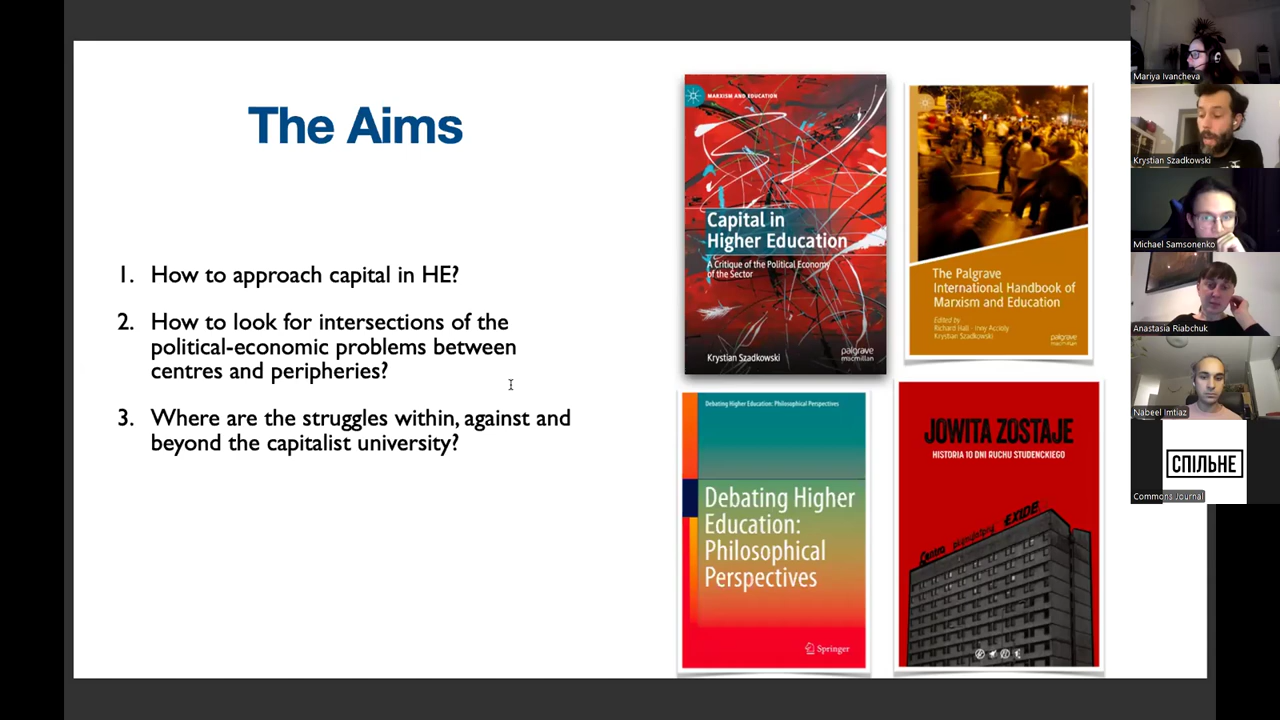 The Aims
1. How to approach capital in HE?
2. How to look for intersections of the
political-economic problems between
centres and peripheries?
3. Where are the struggles within, against and
beyond the capitalist university?
MARXISM AND EDUCATION
Capital in
Higher Education
A Critique of the Political Economy
of the Sector
Krystian Szadkowski
palgrave
macmillan
The Palgrave
International Handbook of
Marxism and Education
Edited by
Richard Hall · Inny Accioly
Krystian Szadkowski
palgrave
macmillan
Debating Higher Education: Philosophical Perspectives
Debating Higher
Education:
Philosophical
Perspectives
Springer
JOWITA ZOSTAJE
HISTORIA 10 DNI RUCHU STUDENCKIEGO
Centro
EXIDE
Mariya Ivancheva
Krystian Szadkowski
Michael Samsonenko
Anastasia Riabchuk
Nabeel Imtiaz
СПІЛЬНЕ
Commons Journal